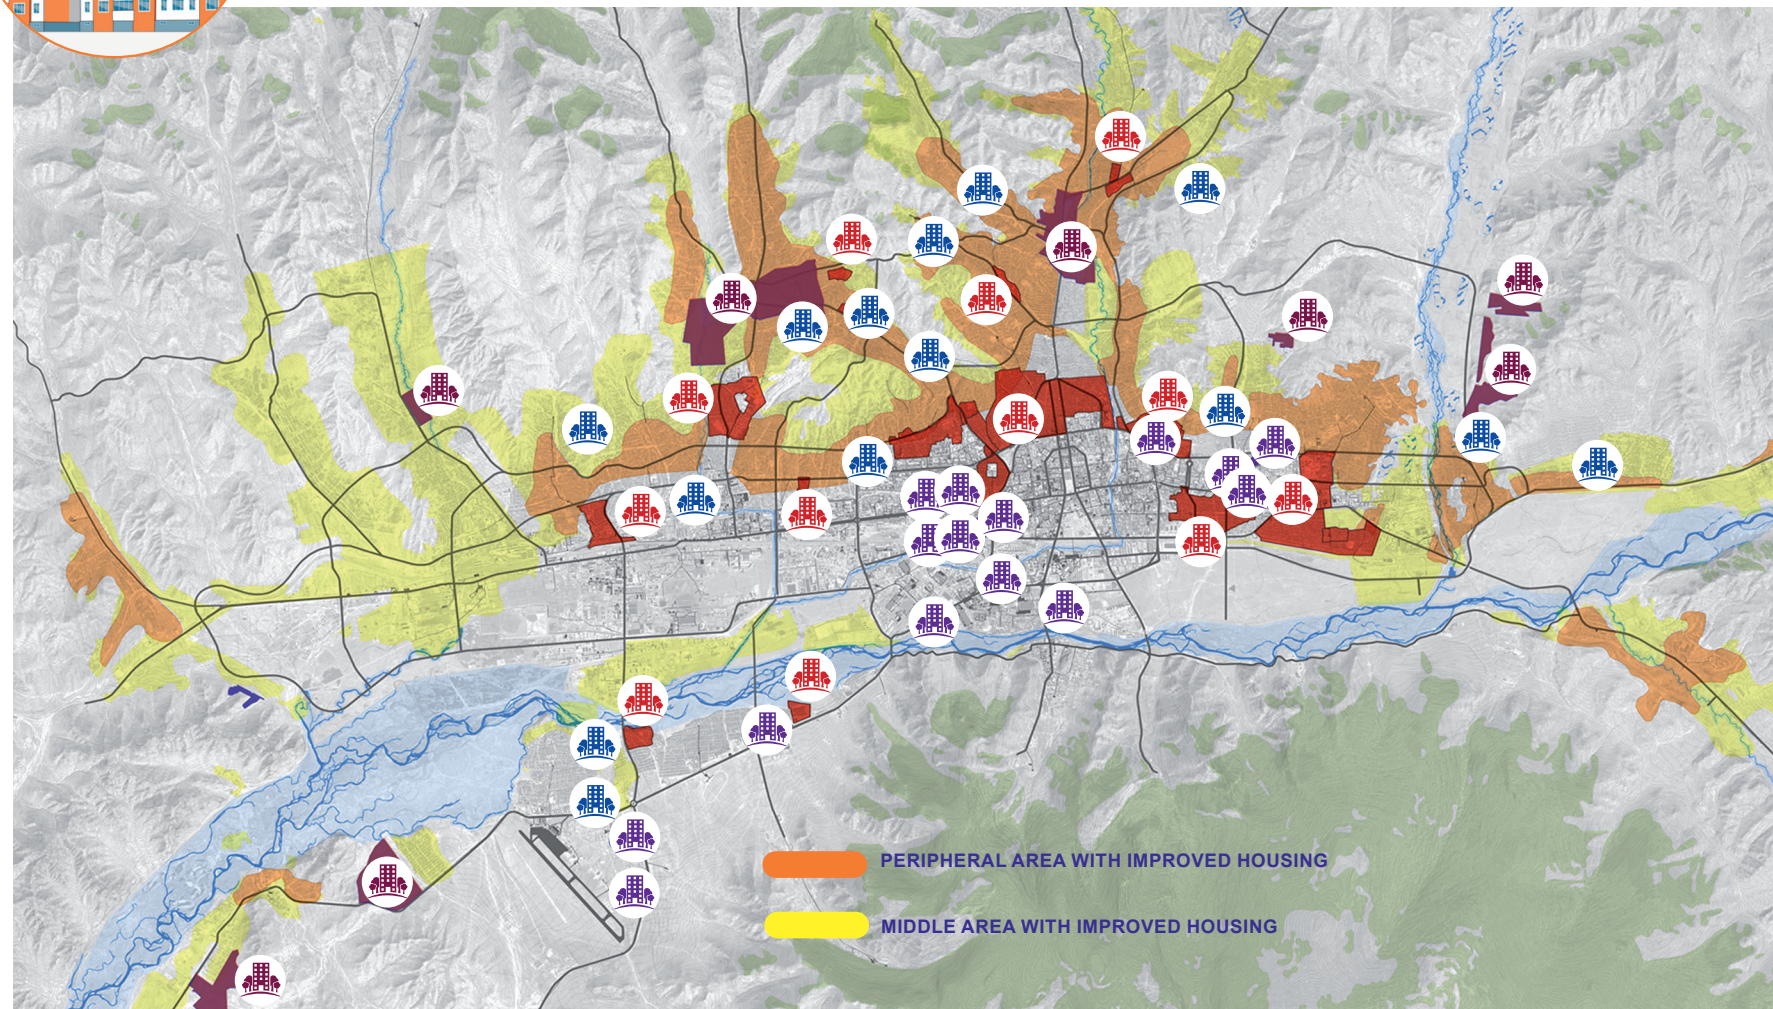 PERIPHERAL AREA WITH IMPROVED HOUSING
MIDDLE AREA WITH IMPROVED HOUSING